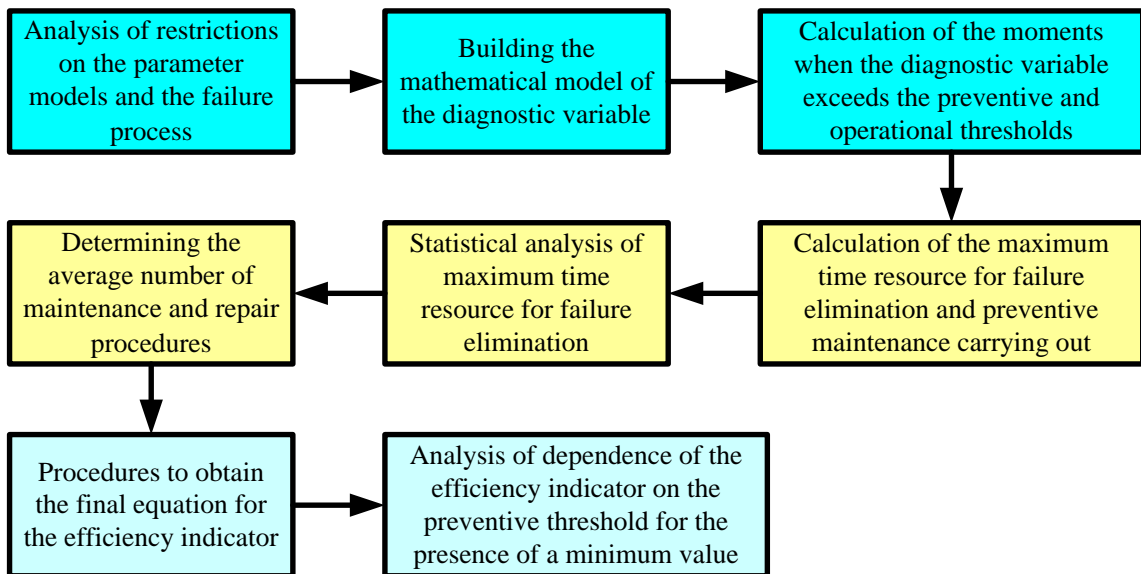 Analysis of restrictions
on the parameter
models and the failure
process
Building the
mathematical model of
the diagnostic variable
Calculation of the moments
when the diagnostic variable
exceeds the preventive and
operational thresholds
Calculation of the maximum
time resource for failure
elimination and preventive
maintenance carrying out
Statistical analysis of
maximum time
resource for failure
elimination
Determining the
average number of
maintenance and repair
procedures
Procedures to obtain
the final equation for
the efficiency indicator
Analysis of dependence of the
efficiency indicator on the
preventive threshold for the
presence of a minimum value